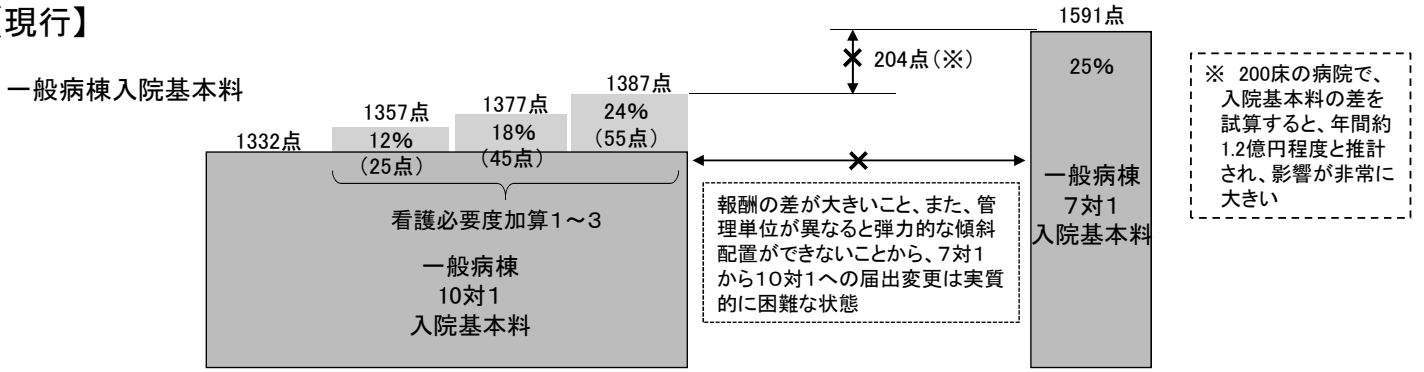 【現行】
一般病棟入院基本料
1332点
1357点
12%
(25点)
1377点
18%
(45点)
1387点
24%
(55点)
看護必要度加算1～3
一般病棟
10対1
入院基本料
204点(※)
報酬の差が大きいこと、また、管
理単位が異なると弾力的な傾斜
配置ができないことから、7対1
から10対1への届出変更は実質
的に困難な状態
1591点
25%
一般病棟
7対1
入院基本料
※ 200床の病院で、
入院基本料の差を
試算すると、年間約
1.2億円程度と推計
され、影響が非常に
大きい